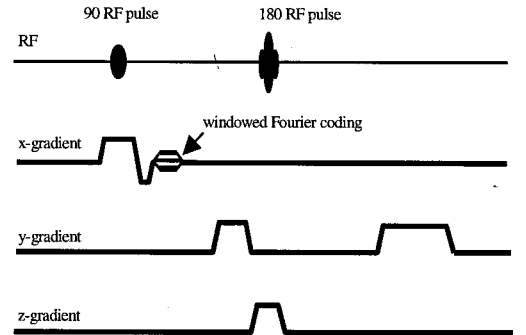 90 RF pulse
180 RF pulse
RF
windowed Fourier coding
x-gradient
y-gradient
z-gradient